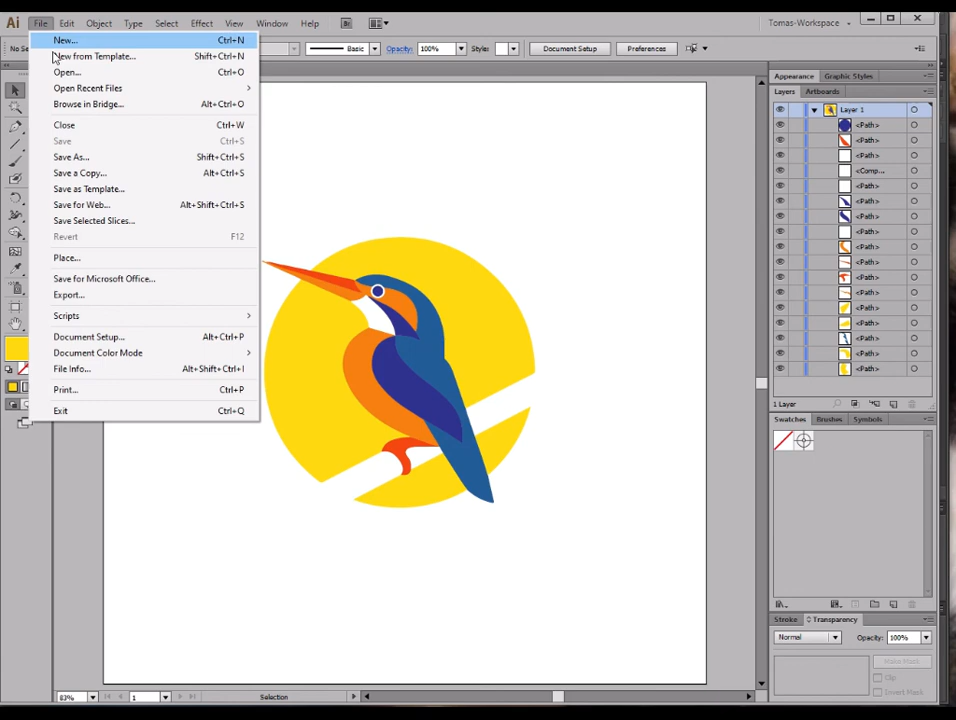 Ai File Edit Object Type Select Effect View Window Help Br Tomas-Workspace
No Se Basic Opacity: 100% Style: Document Setup Preferences
New... Ctrl+N
New from Template... Shift+Ctrl+N
Open... Ctrl+O
Open Recent Files
Browse in Bridge... Alt+Ctrl+O
Close Ctrl+W
Save Ctrl+S
Save As... Shift+Ctrl+S
Save a Copy... Alt+Ctrl+S
Save as Template...
Save for Web... Alt+Shift+Ctrl+S
Save Selected Slices...
Revert F12
Place...
Save for Microsoft Office...
Export...
Scripts
Document Setup... Alt+Ctrl+P
Document Color Mode
File Info... Alt+Shift+Ctrl+I
Print... Ctrl+P
Exit Ctrl+Q
Appearance Graphic Styles
Layers Artboards
Layer 1
<Path>
<Path>
<Path>
<Comp...
<Path>
<Path>
<Path>
<Path>
<Path>
<Path>
<Path>
<Path>
<Path>
<Path>
<Path>
<Path>
<Path>
1 Layer
Swatches Brushes Symbols
Stroke Transparency
Normal Opacity: 100%
Make Mask
Clip
Invert Mask
83% 1 Selection